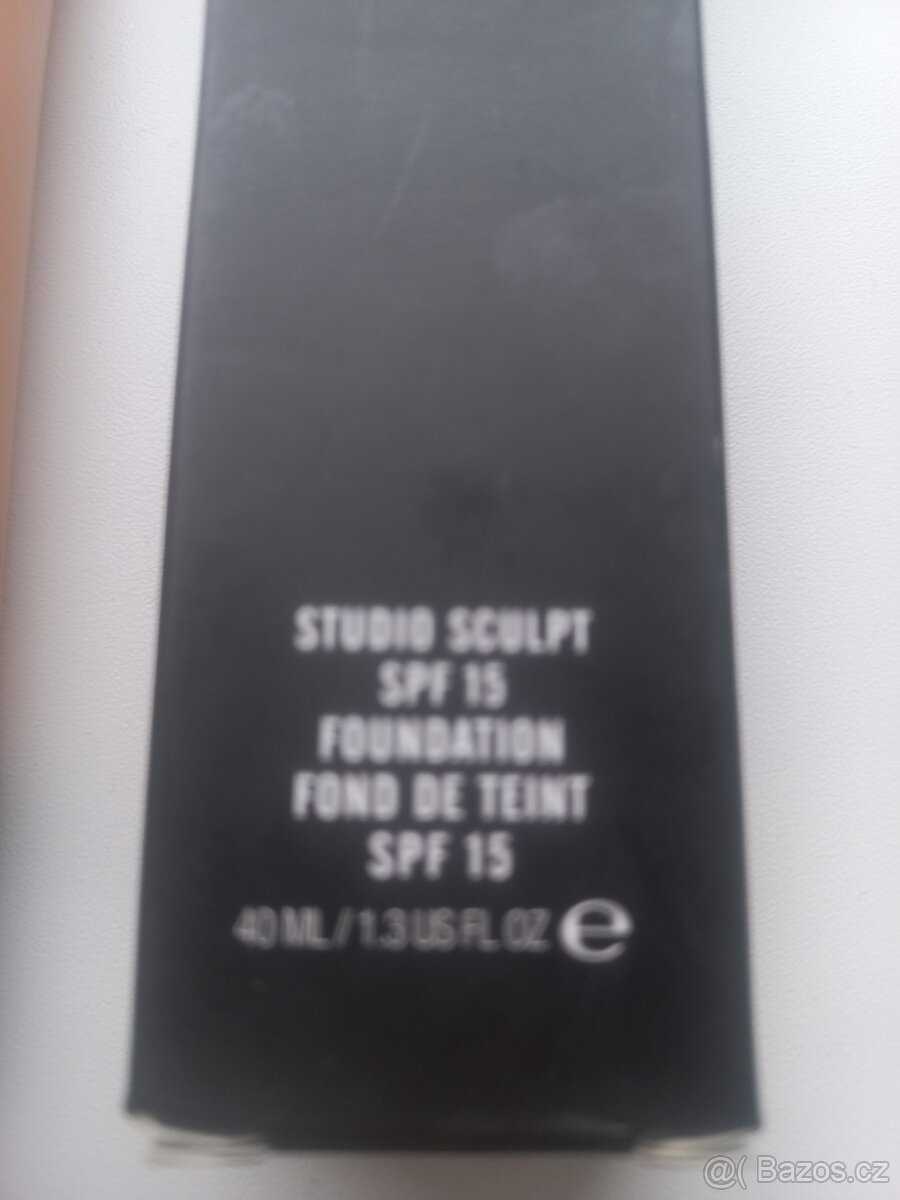 STUDIO SCULPT
SPF 15
FOUNDATION
FOND DE TEINT
SPF 15
40 ML / 1.3 US FL OZ e
@( Bazos.cz